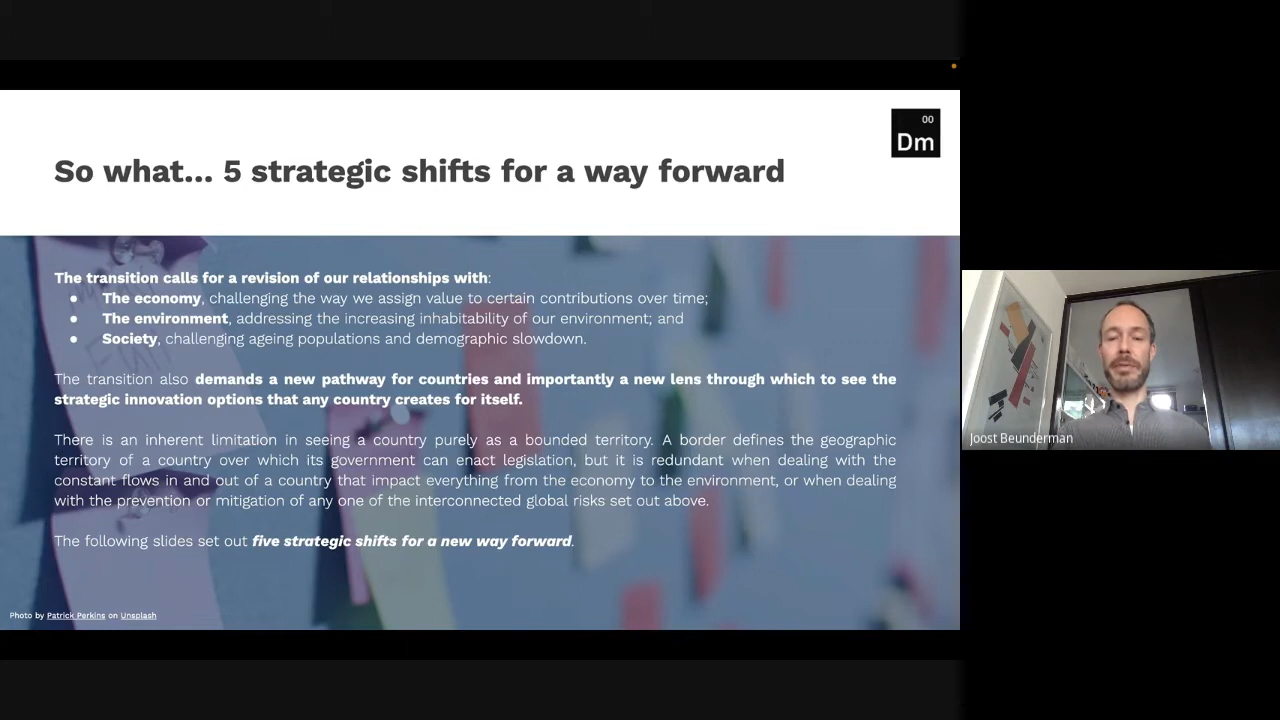 00
Dm
So what... 5 strategic shifts for a way forward
The transition calls for a revision of our relationships with:
● The economy, challenging the way we assign value to certain contributions over time;
● The environment, addressing the increasing inhabitability of our environment; and
● Society, challenging ageing populations and demographic slowdown.
The transition also demands a new pathway for countries and importantly a new lens through which to see the
strategic innovation options that any country creates for itself.
There is an inherent limitation in seeing a country purely as a bounded territory. A border defines the geographic
territory of a country over which its government can enact legislation, but it is redundant when dealing with the
constant flows in and out of a country that impact everything from the economy to the environment, or when dealing
with the prevention or mitigation of any one of the interconnected global risks set out above.
The following slides set out five strategic shifts for a new way forward.
Photo by Patrick Perkins on Unsplash
Joost Beunderman